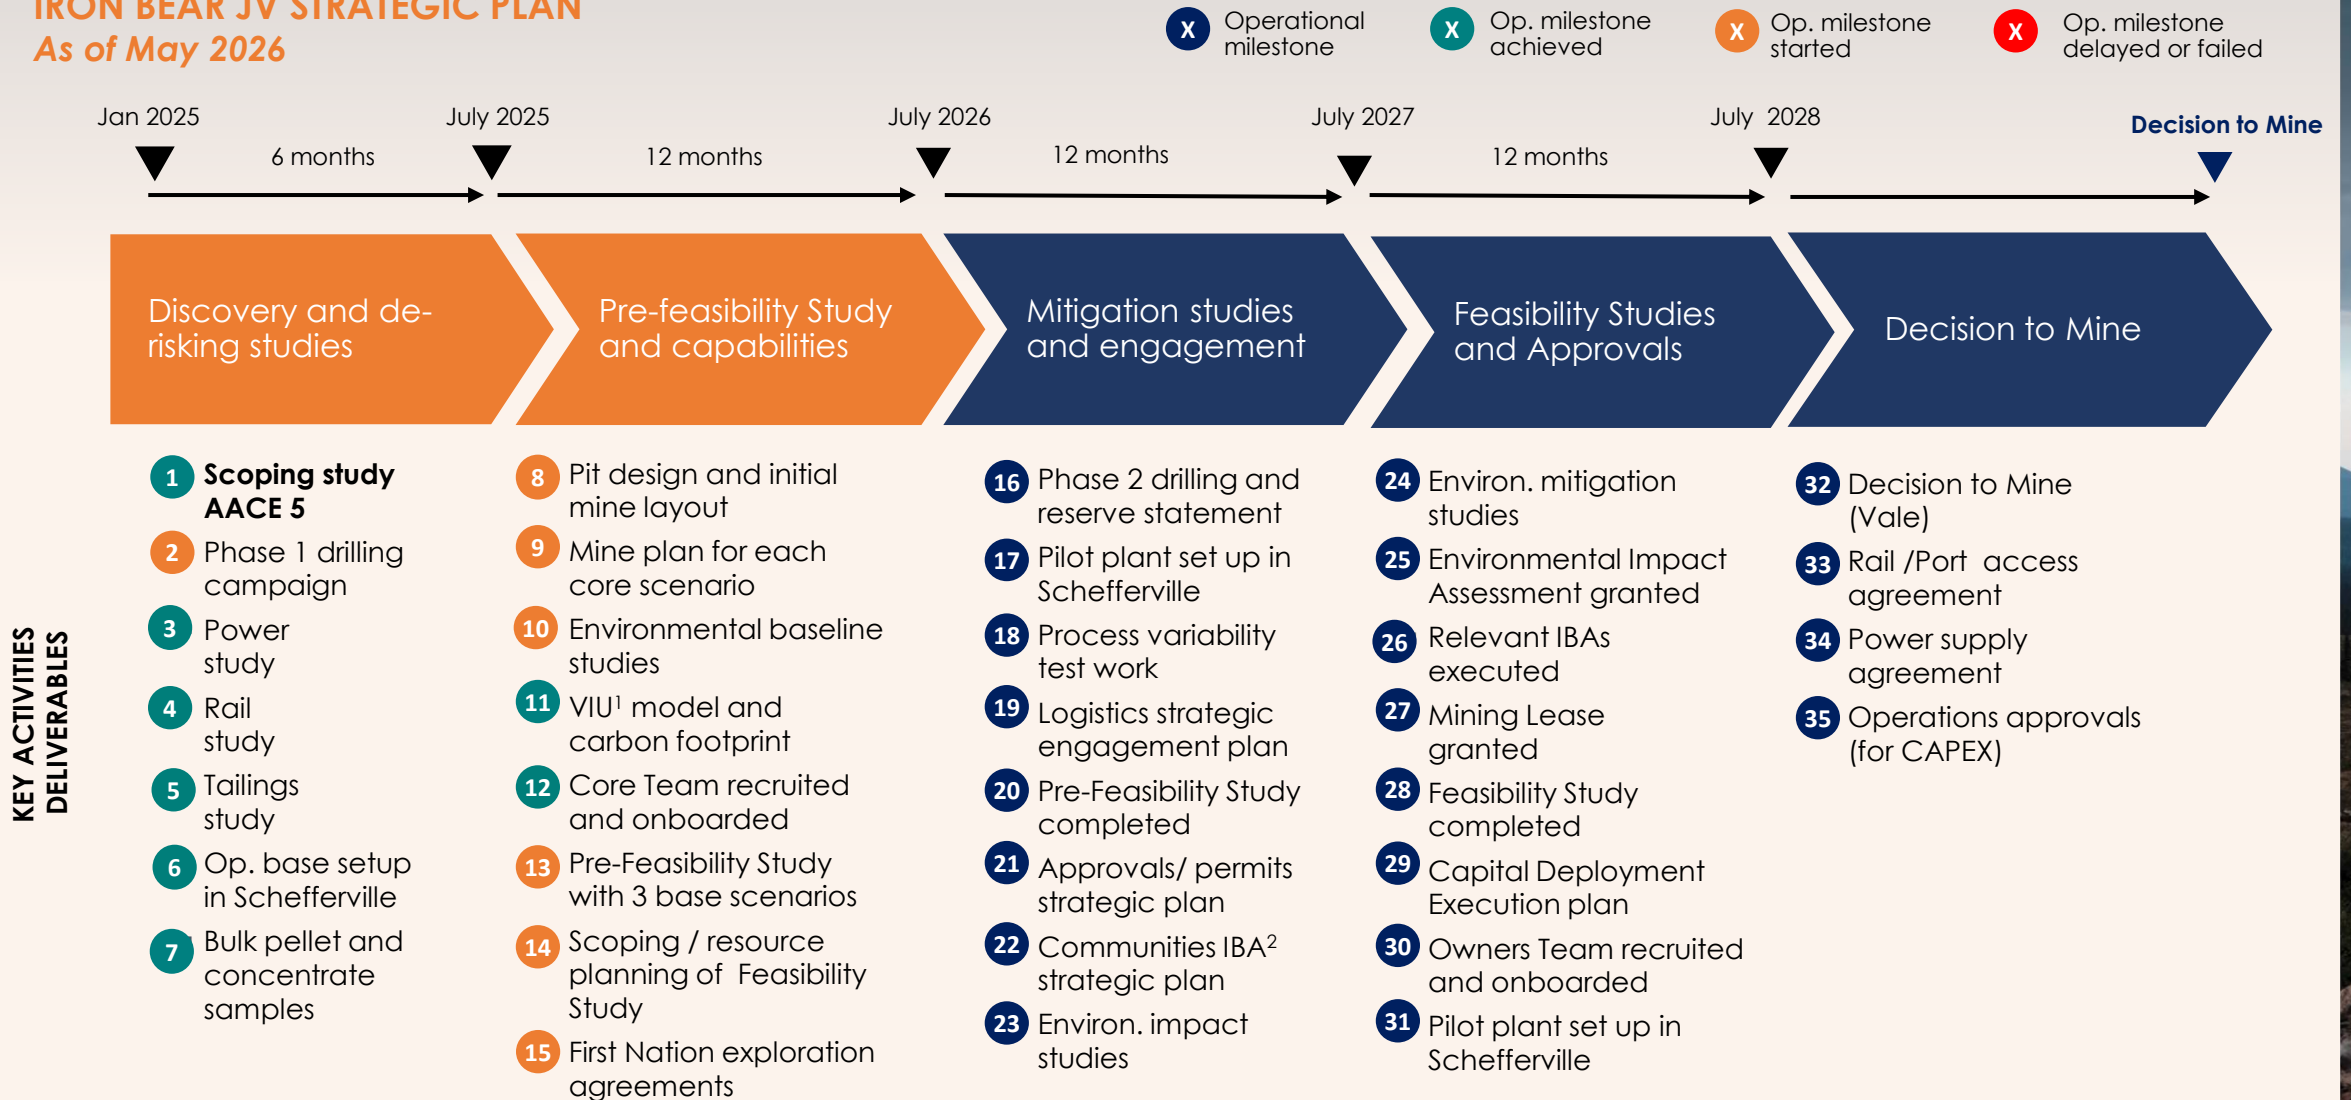 IRON BEAR JV STRATEGIC PLAN
As of May 2026
X Operational
milestone
X Op. milestone
achieved
X Op. milestone
started
X Op. milestone
delayed or failed
Jan 2025
July 2025
July 2026
July 2027
July 2028
Decision to Mine
6 months
12 months
12 months
12 months
Discovery and de-
risking studies
Pre-feasibility Study
and capabilities
Mitigation studies
and engagement
Feasibility Studies
and Approvals
Decision to Mine
KEY ACTIVITIES
DELIVERABLES
1 Scoping study
AACE 5
2 Phase 1 drilling
campaign
3 Power
study
4 Rail
study
5 Tailings
study
6 Op. base setup
in Schefferville
7 Bulk pellet and
concentrate
samples
8 Pit design and initial
mine layout
9 Mine plan for each
core scenario
10 Environmental baseline
studies
11 VIU¹ model and
carbon footprint
12 Core Team recruited
and onboarded
13 Pre-Feasibility Study
with 3 base scenarios
14 Scoping / resource
planning of Feasibility
Study
15 First Nation exploration
agreements
16 Phase 2 drilling and
reserve statement
17 Pilot plant set up in
Schefferville
18 Process variability
test work
19 Logistics strategic
engagement plan
20 Pre-Feasibility Study
completed
21 Approvals/ permits
strategic plan
22 Communities IBA²
strategic plan
23 Environ. impact
studies
24 Environ. mitigation
studies
25 Environmental Impact
Assessment granted
26 Relevant IBAs
executed
27 Mining Lease
granted
28 Feasibility Study
completed
29 Capital Deployment
Execution plan
30 Owners Team recruited
and onboarded
31 Pilot plant set up in
Schefferville
32 Decision to Mine
(Vale)
33 Rail /Port access
agreement
34 Power supply
agreement
35 Operations approvals
(for CAPEX)